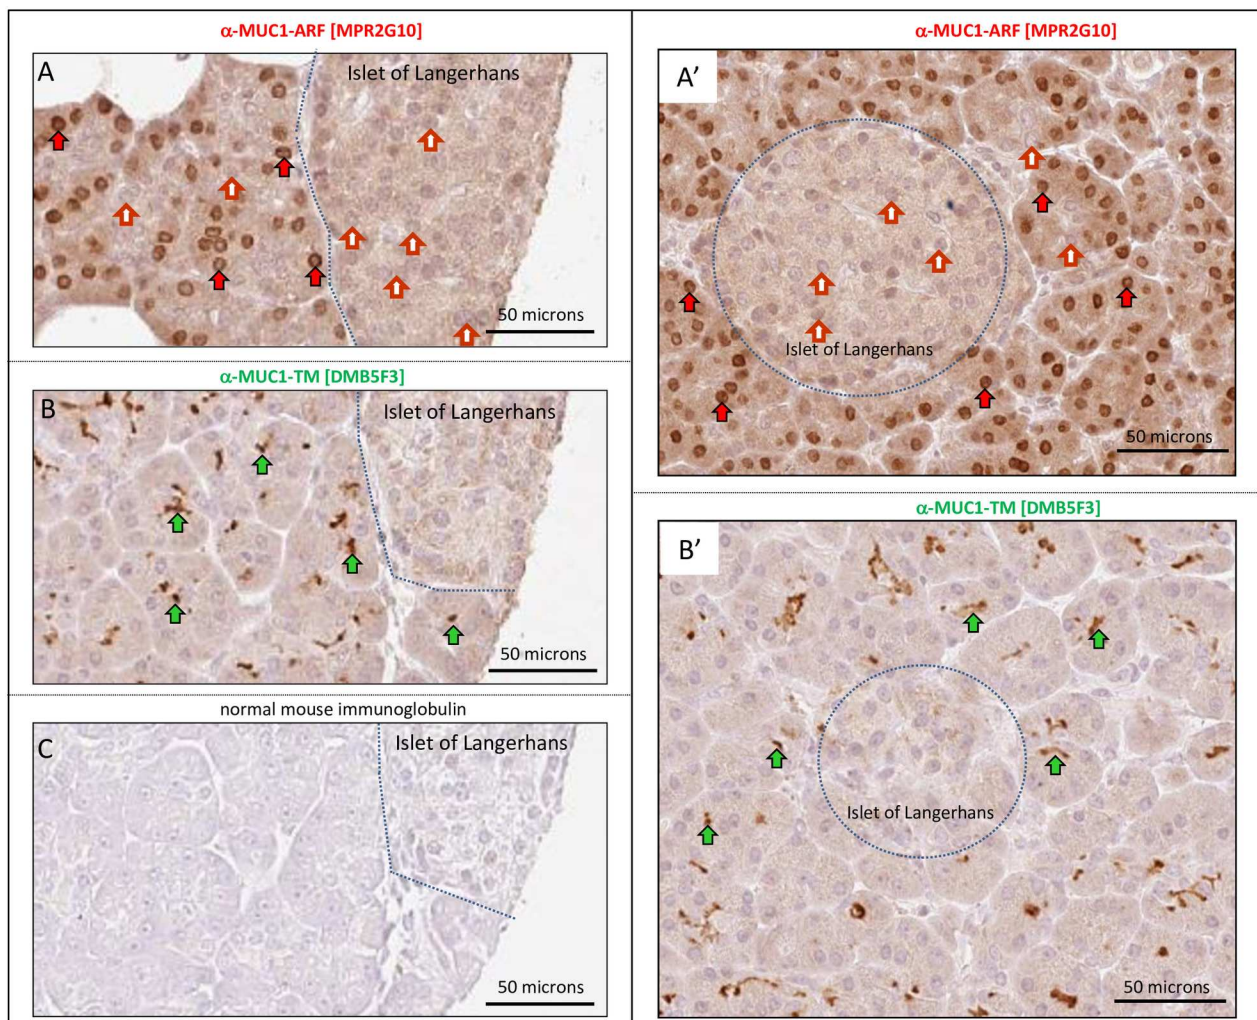 α-MUC1-ARF [MPR2G10]
A
Islet of Langerhans
50 microns
α-MUC1-TM [DMB5F3]
B
Islet of Langerhans
50 microns
normal mouse immunoglobulin
C
Islet of Langerhans
50 microns
α-MUC1-ARF [MPR2G10]
A’
Islet of Langerhans
50 microns
α-MUC1-TM [DMB5F3]
B’
Islet of Langerhans
50 microns